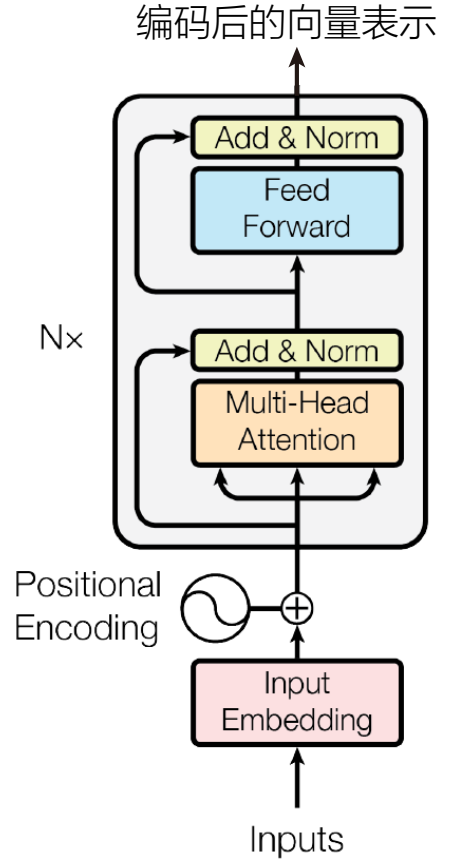 编码后的向量表示
Add & Norm
Feed
Forward
N×
Add & Norm
Multi-Head
Attention
Positional
Encoding
Input
Embedding
Inputs